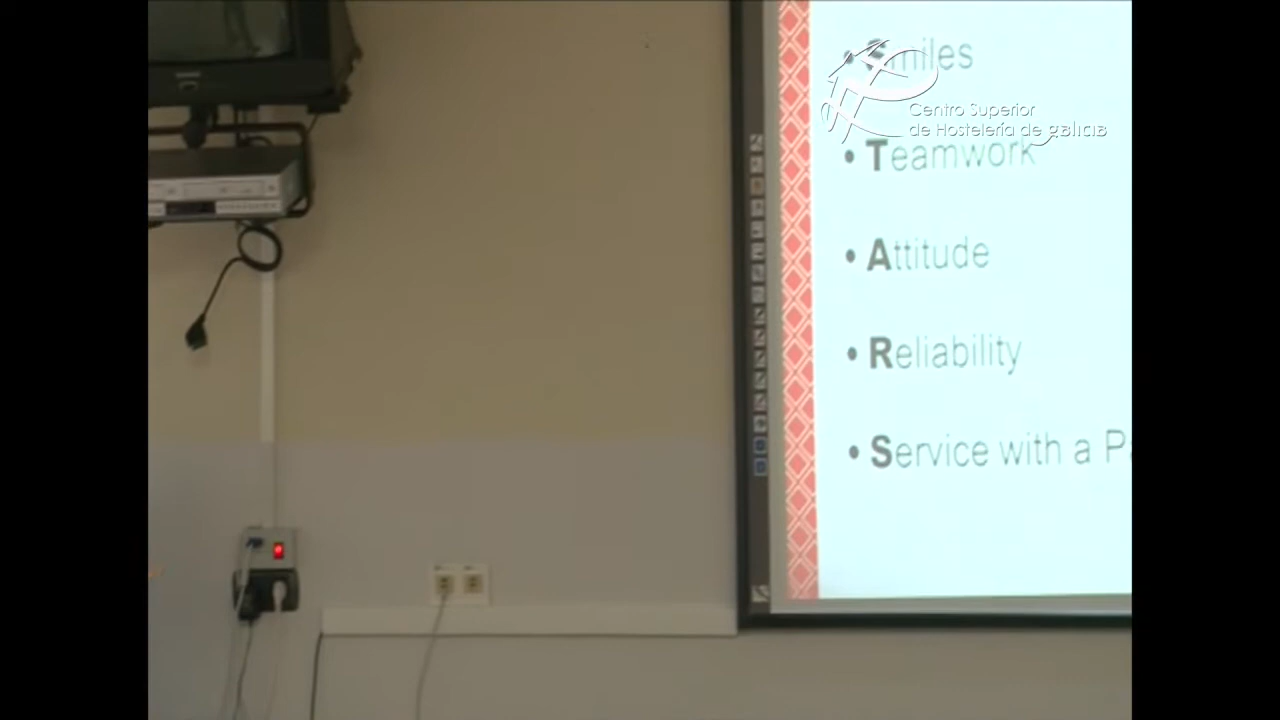 • Smiles
Centro Superior
de Hostelería de galicia
• Teamwork
• Attitude
• Reliability
• Service with a